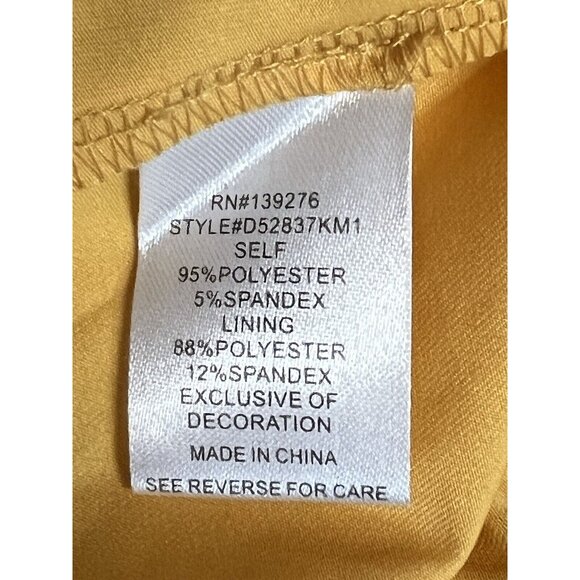 RN#139276
STYLE#D52837KM1
SELF
95%POLYESTER
5%SPANDEX
LINING
88%POLYESTER
12%SPANDEX
EXCLUSIVE OF
DECORATION
MADE IN CHINA
SEE REVERSE FOR CARE